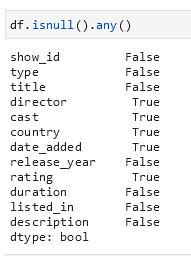 df.isnull().any()
show_id False
type False
title False
director True
cast True
country True
date_added True
release_year False
rating True
duration False
listed_in False
description False
dtype: bool